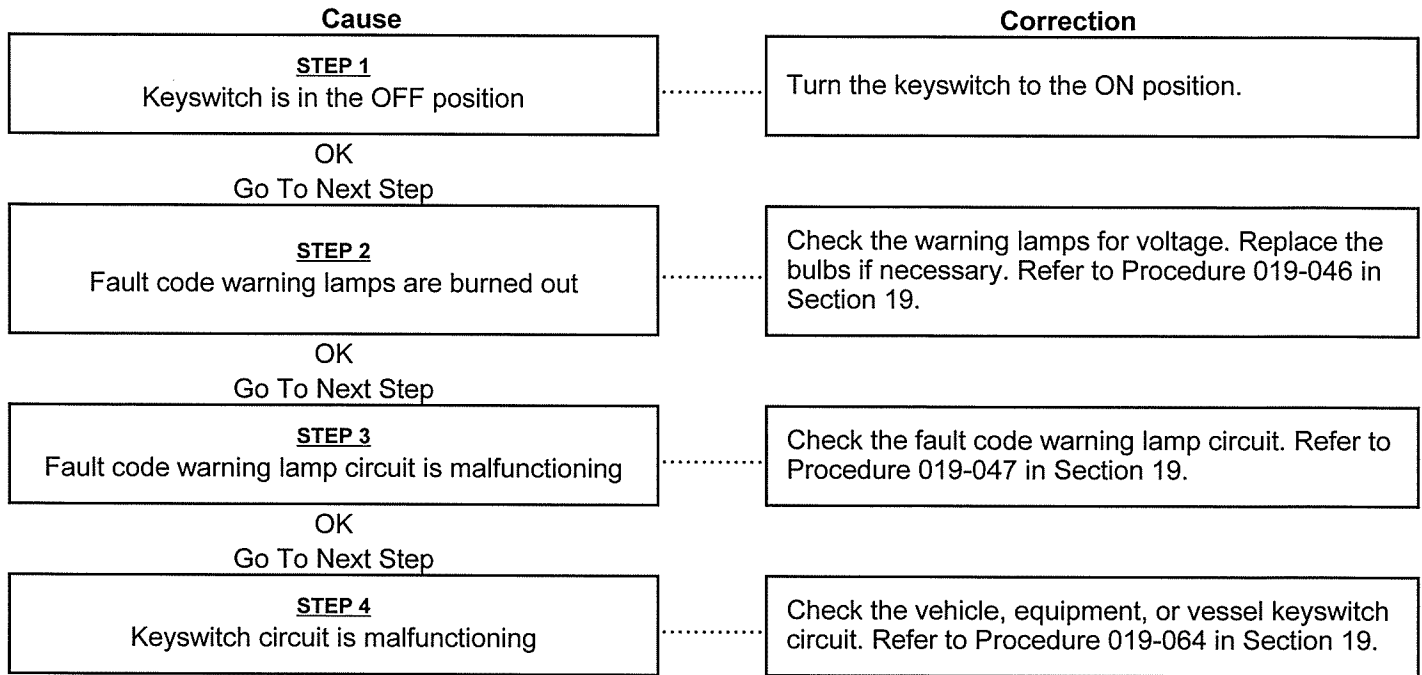 Cause
Correction
STEP 1
Keyswitch is in the OFF position
Turn the keyswitch to the ON position.
OK
Go To Next Step
STEP 2
Fault code warning lamps are burned out
Check the warning lamps for voltage. Replace the
bulbs if necessary. Refer to Procedure 019-046 in
Section 19.
OK
Go To Next Step
STEP 3
Fault code warning lamp circuit is malfunctioning
Check the fault code warning lamp circuit. Refer to
Procedure 019-047 in Section 19.
OK
Go To Next Step
STEP 4
Keyswitch circuit is malfunctioning
Check the vehicle, equipment, or vessel keyswitch
circuit. Refer to Procedure 019-064 in Section 19.